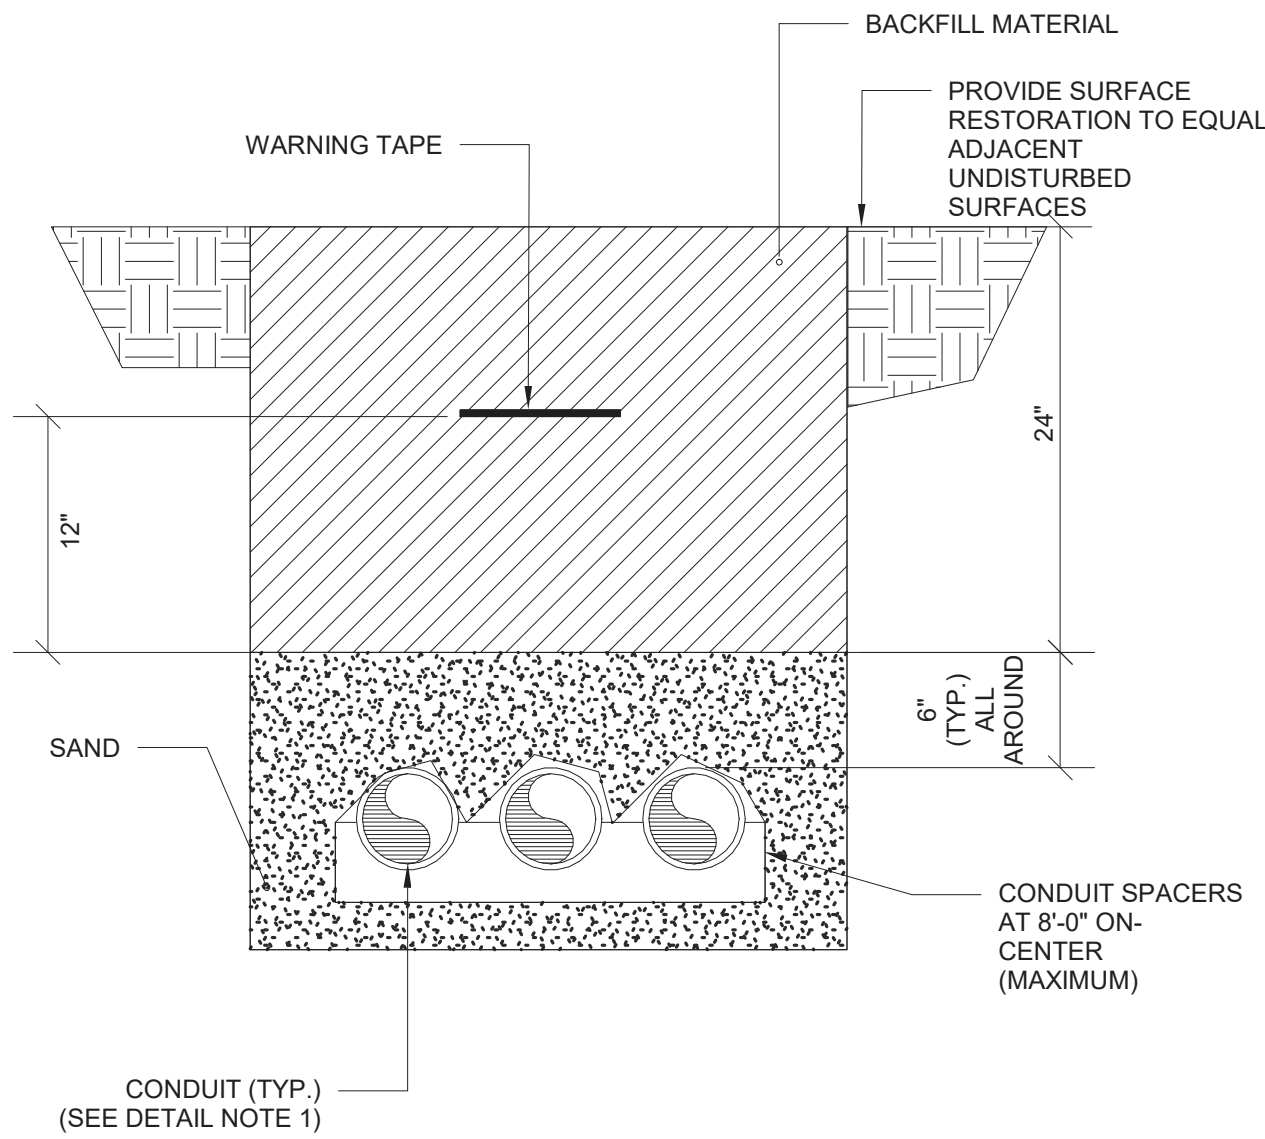 BACKFILL MATERIAL
PROVIDE SURFACE
RESTORATION TO EQUAL
ADJACENT
UNDISTURBED
SURFACES
WARNING TAPE
24"
12"
6"
(TYP.)
ALL
AROUND
SAND
CONDUIT SPACERS
AT 8'-0" ON-
CENTER
(MAXIMUM)
CONDUIT (TYP.)
(SEE DETAIL NOTE 1)